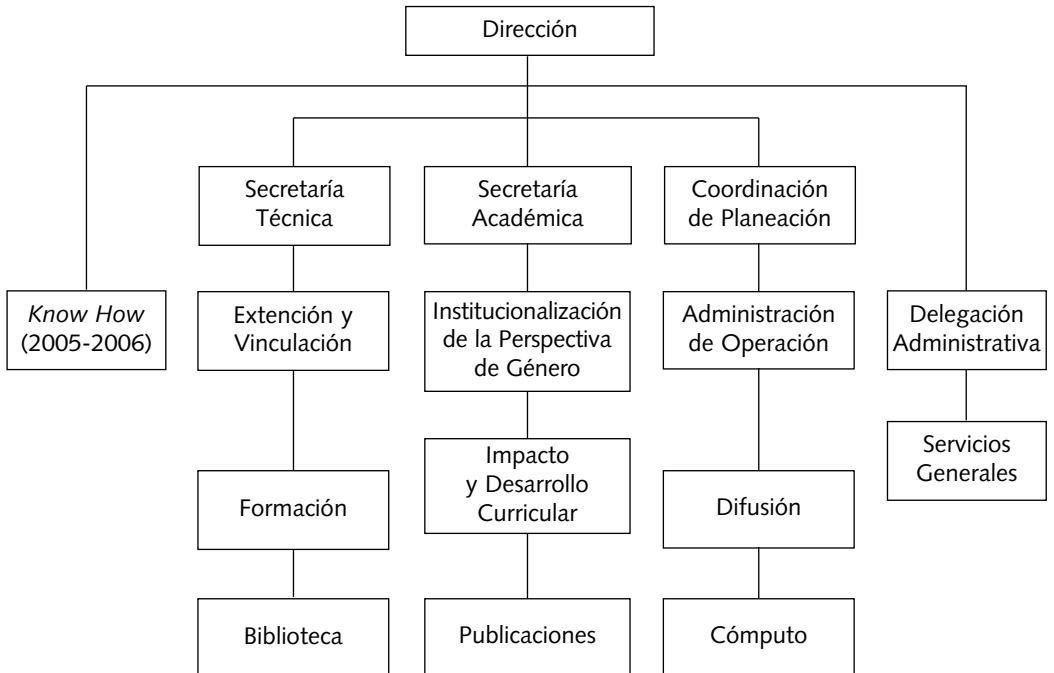 Dirección
Secretaría
Técnica
Secretaría
Académica
Coordinación
de Planeación
Know How
(2005-2006)
Extención y
Vinculación
Institucionalización
de la Perspectiva
de Género
Administración
de Operación
Delegación
Administrativa
Impacto
y Desarrollo
Curricular
Servicios
Generales
Formación
Difusión
Biblioteca
Publicaciones
Cómputo